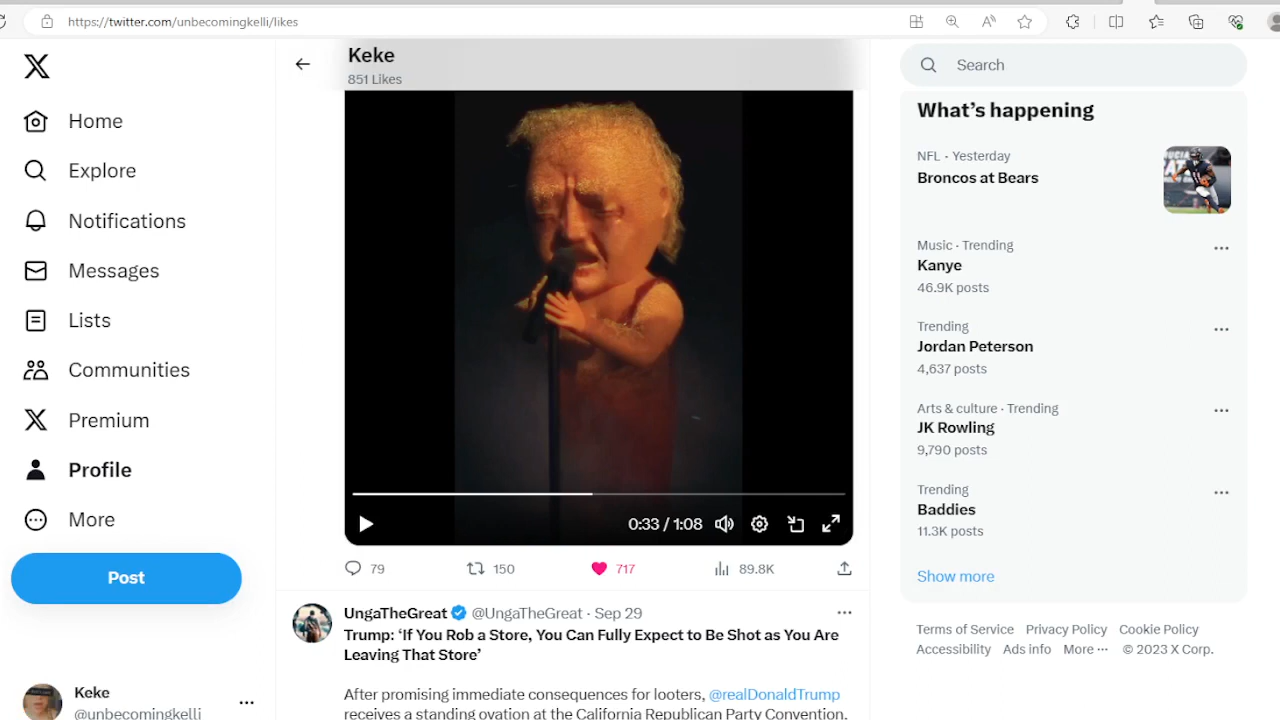 https://twitter.com/unbecomingkelli/likes
Keke
851 Likes
Home
Explore
Notifications
Messages
Lists
Communities
Premium
Profile
More
Post
Keke
@unbecomingkelli
0:33 / 1:08
79
150
717
89.8K
UngaTheGreat @UngaTheGreat · Sep 29
Trump: ‘If You Rob a Store, You Can Fully Expect to Be Shot as You Are
Leaving That Store’
After promising immediate consequences for looters, @realDonaldTrump
receives a standing ovation at the California Republican Party Convention.
Search
What’s happening
NFL · Yesterday
Broncos at Bears
Music · Trending
Kanye
46.9K posts
Trending
Jordan Peterson
4,637 posts
Arts & culture · Trending
JK Rowling
9,790 posts
Trending
Baddies
11.3K posts
Show more
Terms of Service Privacy Policy Cookie Policy
Accessibility Ads info More ··· © 2023 X Corp.